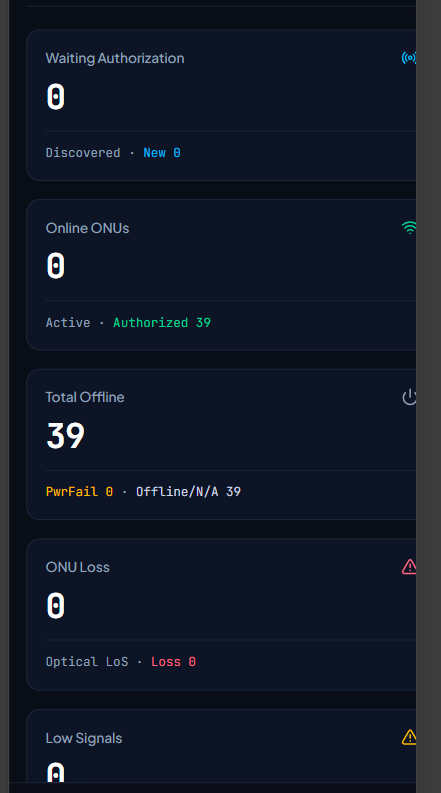 Waiting Authorization
0
Discovered · New 0
Online ONUs
0
Active · Authorized 39
Total Offline
39
PwrFail 0 · Offline/N/A 39
ONU Loss
0
Optical LoS · Loss 0
Low Signals
0